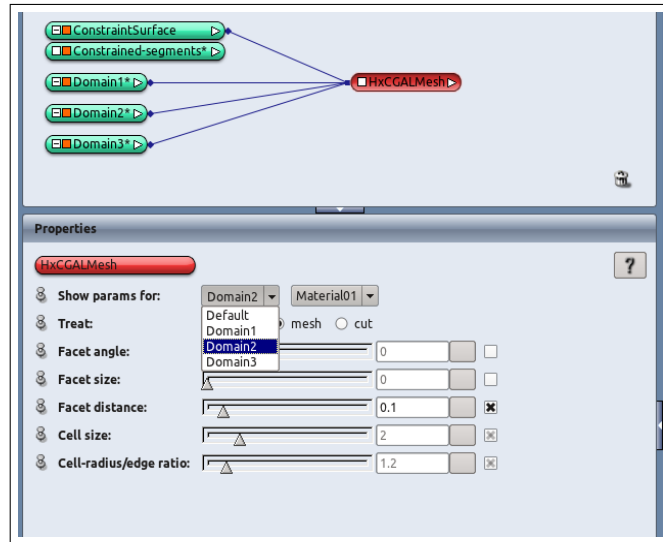 ConstraintSurface
Constrained-segments*
Domain1*
HxCGALMesh
Domain2*
Domain3*
Properties
HxCGALMesh
?
Show params for: Domain2 Material01
Default
Treat: mesh cut
Domain1
Domain2
Facet angle: 0
Domain3
Facet size: 0
Facet distance: 0.1
Cell size: 2
Cell-radius/edge ratio: 1.2